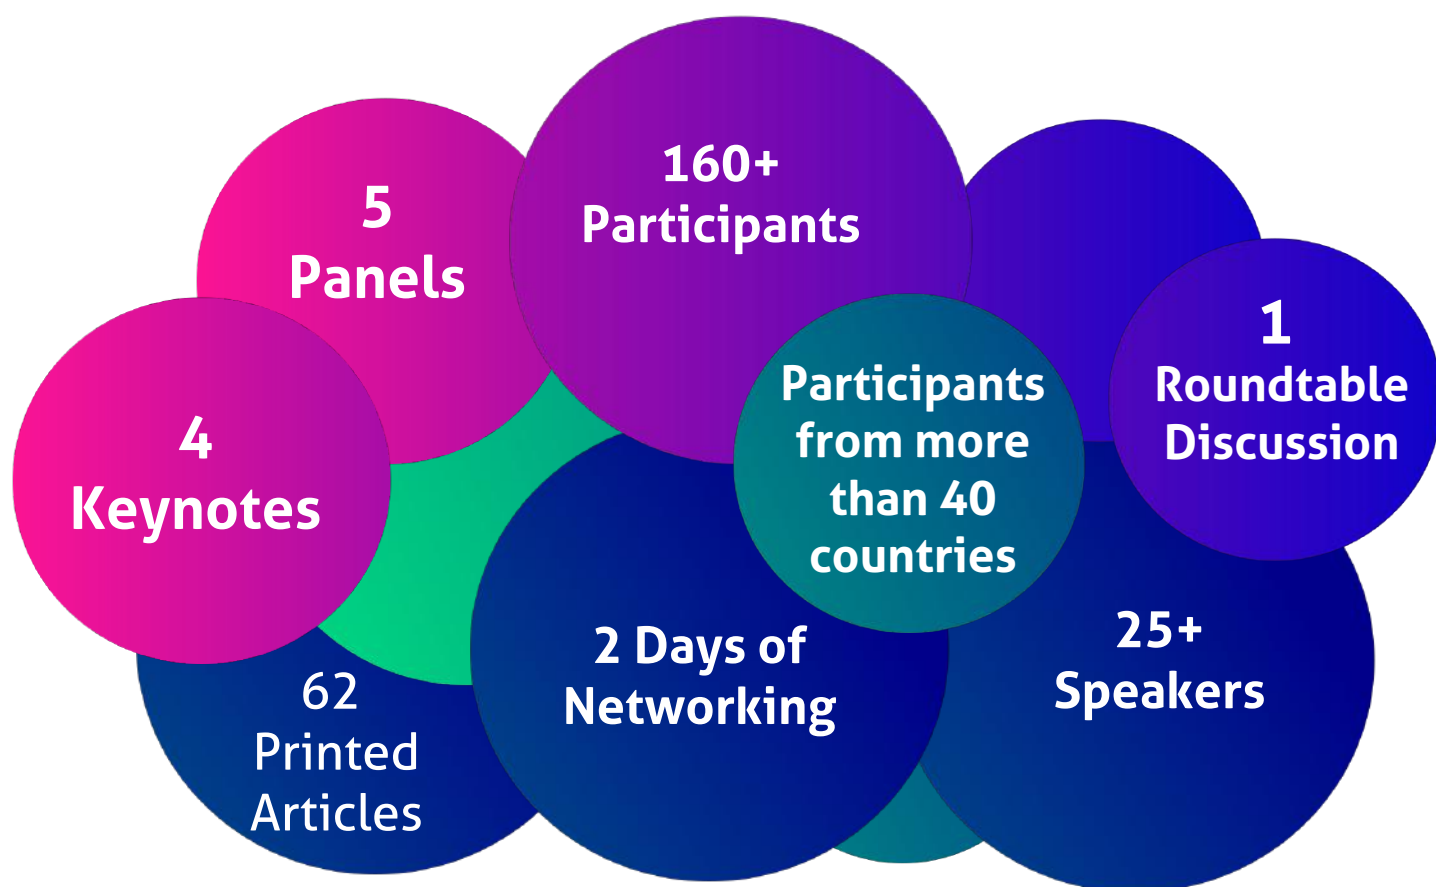 160+
Participants
5
Panels
1
Roundtable
Discussion
Participants
from more
than 40
countries
4
Keynotes
2 Days of
Networking
25+
Speakers
62
Printed
Articles